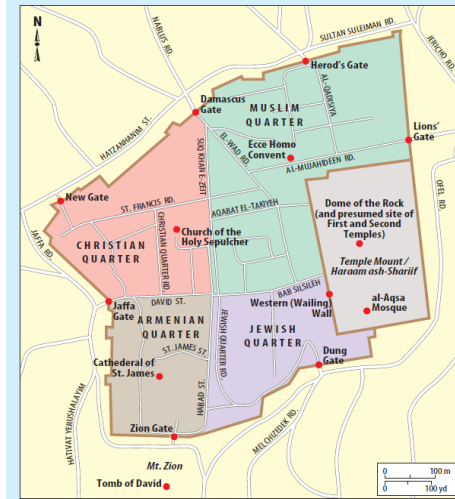 N
NABLUS RD.
SULTAN SULEIMAN RD.
JERICHO RD.
Herod's Gate
Damascus
Gate
MUSLIM
QUARTER
AL-QADISIYA
Lions'
Gate
HATZANHANIM ST.
EL-WAD RD.
Ecce Homo
Convent
AL-MUJAHIDEEN RD.
SUQ KHAN E-ZEIT
OFEL RD.
New Gate
ST. FRANCIS RD.
AQABAT EL-TAKIYEH
Dome of the Rock
(and presumed site of
First and Second
Temples)
JAFFA RD.
CHRISTIAN
QUARTER
CHRISTIAN QUARTER RD.
Church of the
Holy Sepulcher
Temple Mount /
Haraam ash-Shariif
BAB SILSILEH
Jaffa
Gate
DAVID ST.
Western (Wailing)
Wall
al-Aqsa
Mosque
ARMENIAN
QUARTER
ST. JAMES ST.
JEWISH QUARTER RD.
JEWISH
QUARTER
Dung
Gate
Cathederal of
St. James
HABAD ST.
HATIVAT YERUSHALAYIM
Zion Gate
MELCHIZEDEK RD.
Mt. Zion
Tomb of David
0 100 m
0 100 yd